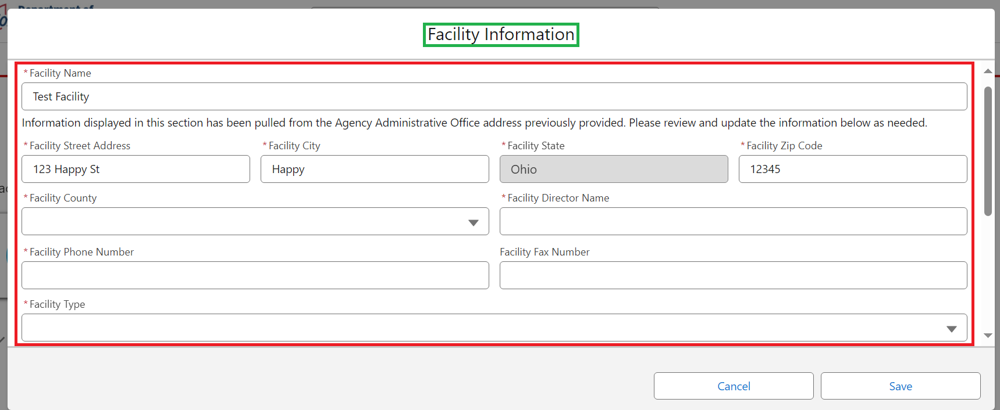 Department of
Facility Information
* Facility Name
Test Facility
Information displayed in this section has been pulled from the Agency Administrative Office address previously provided. Please review and update the information below as needed.
* Facility Street Address * Facility City * Facility State * Facility Zip Code
123 Happy St Happy Ohio 12345
* Facility County * Facility Director Name
* Facility Phone Number Facility Fax Number
* Facility Type
Cancel Save